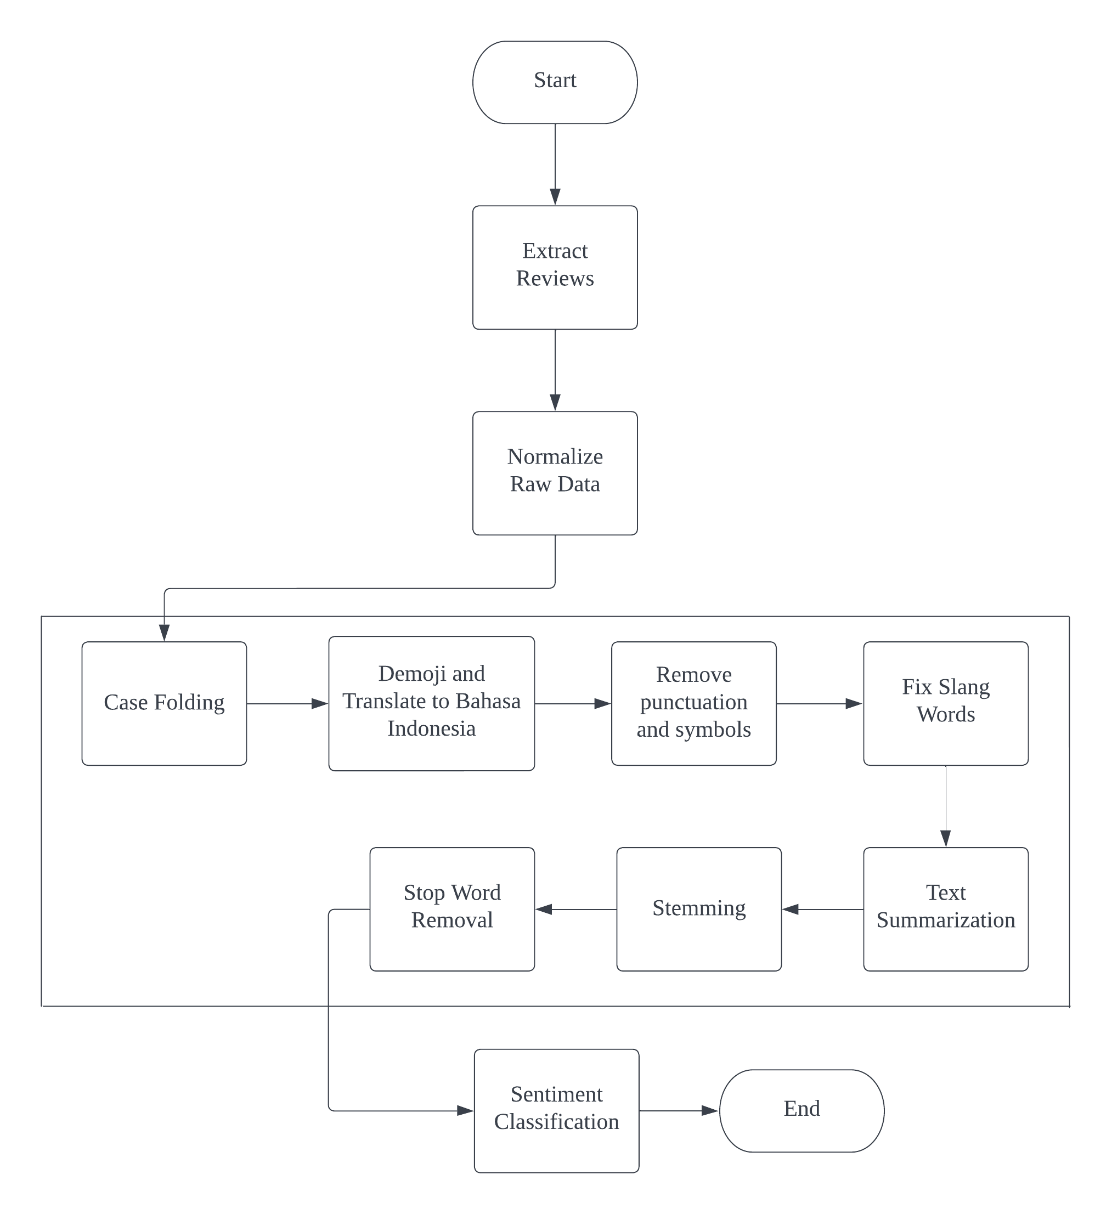 Start
Extract
Reviews
Normalize
Raw Data
Case Folding
Demoji and
Translate to Bahasa
Indonesia
Remove
punctuation
and symbols
Fix Slang
Words
Text
Summarization
Stemming
Stop Word
Removal
Sentiment
Classification
End